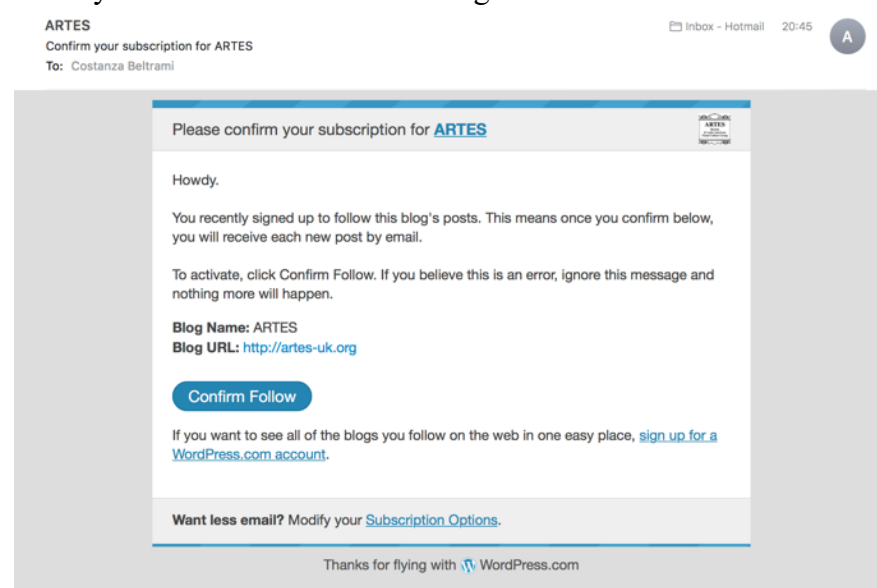 ARTES
Inbox - Hotmail 20:45
A
Confirm your subscription for ARTES
To: Costanza Beltrami
Please confirm your subscription for ARTES
ARTES
Howdy.
You recently signed up to follow this blog's posts. This means once you confirm below,
you will receive each new post by email.
To activate, click Confirm Follow. If you believe this is an error, ignore this message and
nothing more will happen.
Blog Name: ARTES
Blog URL: http://artes-uk.org
Confirm Follow
If you want to see all of the blogs you follow on the web in one easy place, sign up for a
WordPress.com account.
Want less email? Modify your Subscription Options.
Thanks for flying with WordPress.com